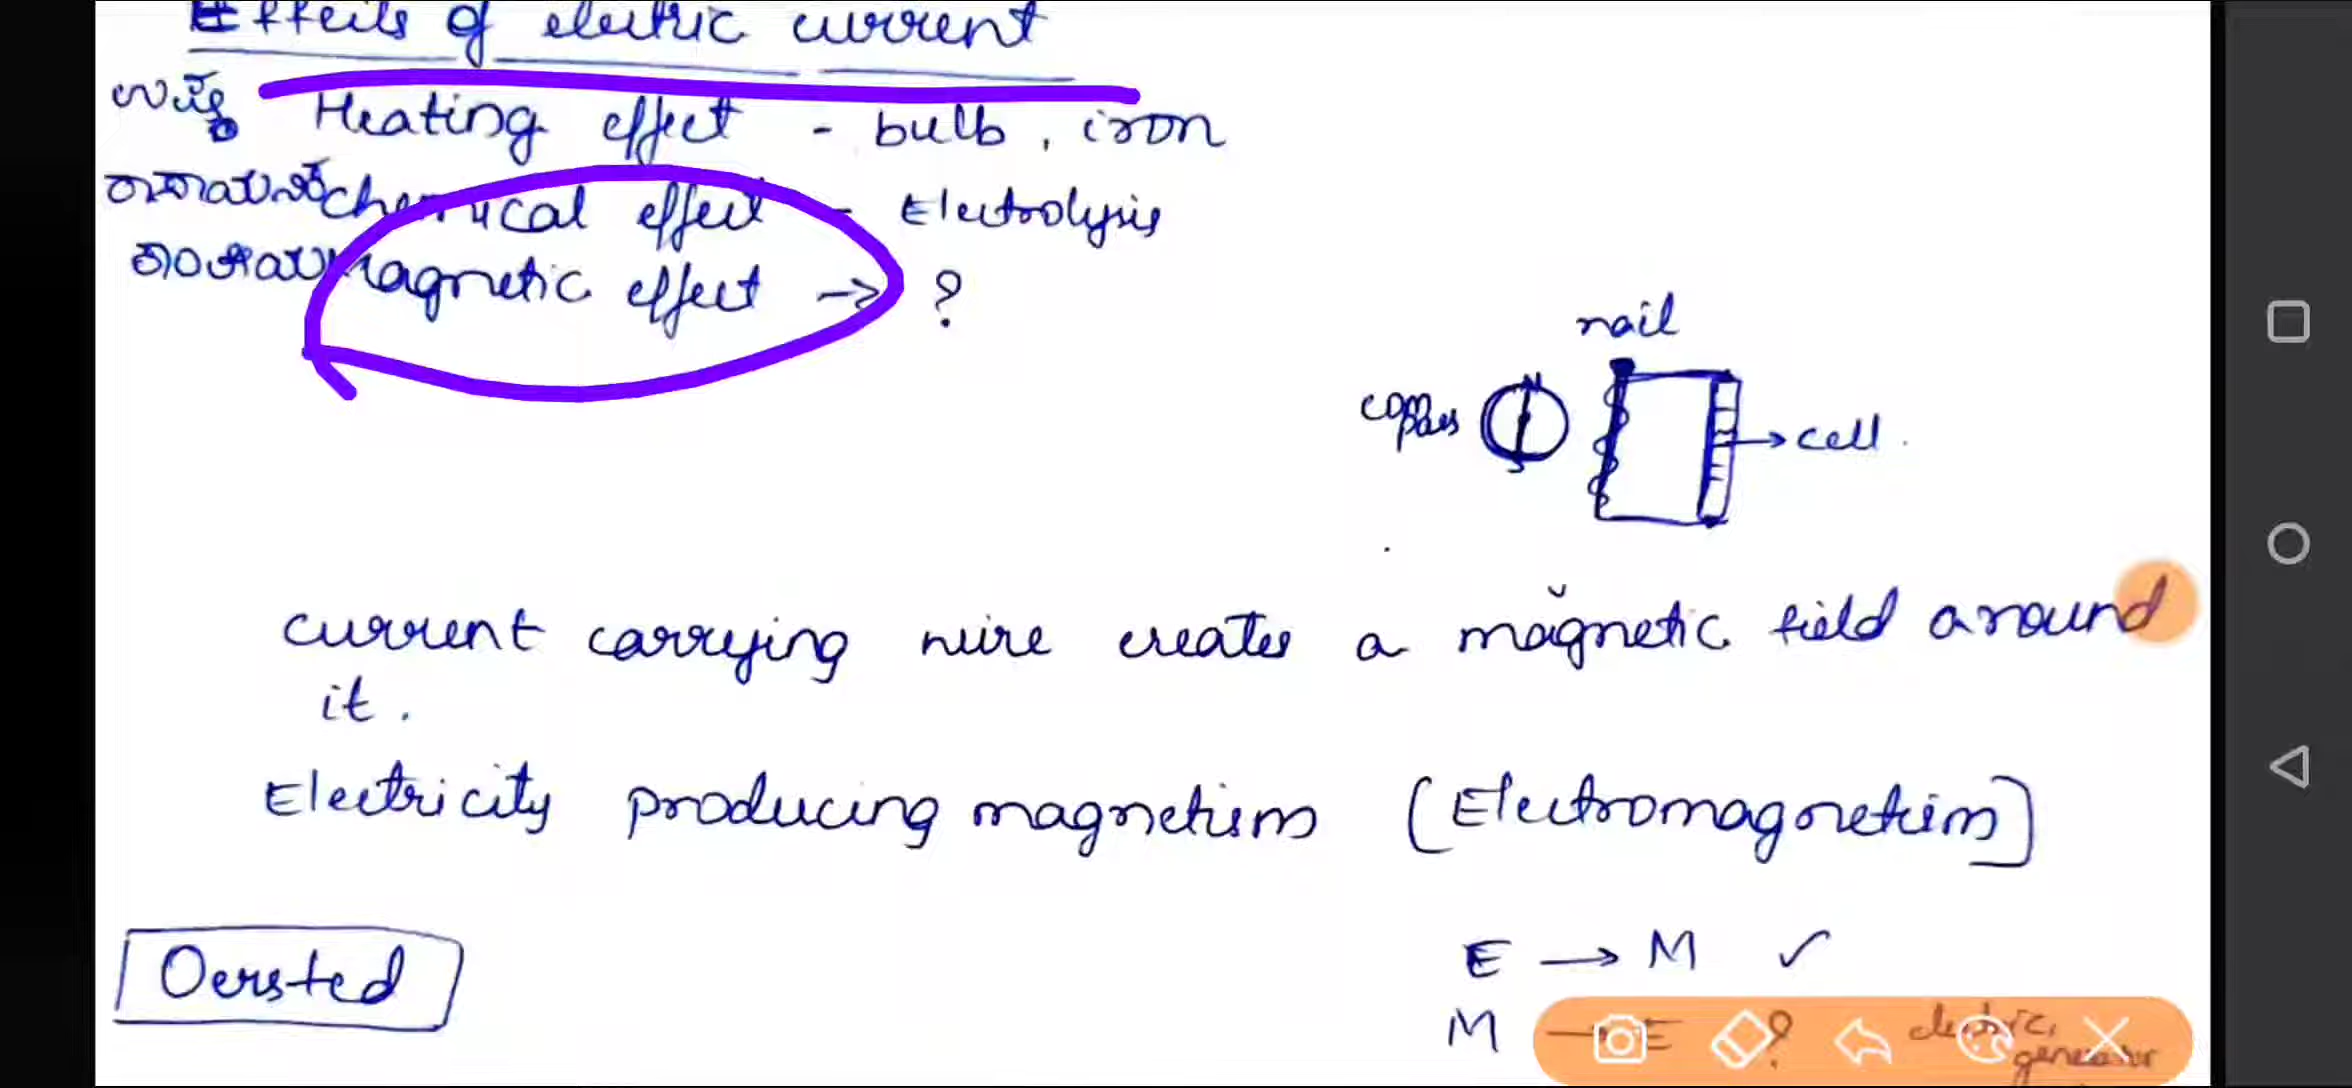 Effects of electric current
Heating effect - bulb, iron
chemical effect - Electrolysis
magnetic effect → ?
nail
compass
→ cell.
current carrying wire creates a magnetic field around
it.
Electricity producing magnetism [Electromagnetism]
Oersted
E → M ✓
M → E ? electric generator